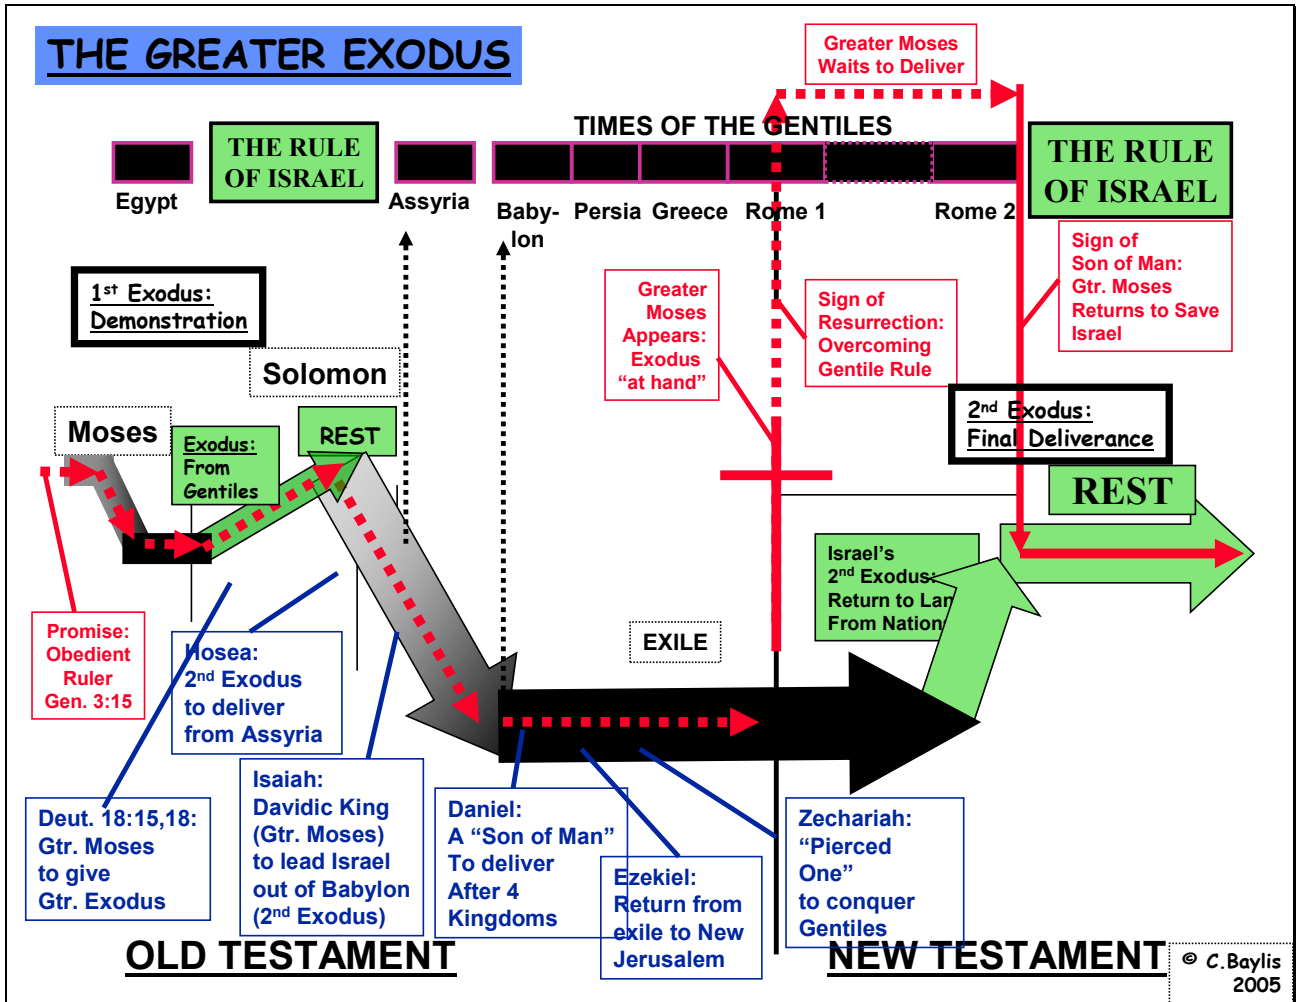 THE GREATER EXODUS
Greater Moses
Waits to Deliver
TIMES OF THE GENTILES
THE RULE
OF ISRAEL
THE RULE
OF ISRAEL
Egypt
Assyria
Baby-
lon
Persia
Greece
Rome 1
Rome 2
1st Exodus:
Demonstration
Greater
Moses
Appears:
Exodus
“at hand”
Sign of
Resurrection:
Overcoming
Gentile Rule
Sign of
Son of Man:
Gtr. Moses
Returns to Save
Israel
Solomon
Moses
Exodus:
From
Gentiles
REST
2nd Exodus:
Final Deliverance
REST
Israel’s
2nd Exodus:
Return to Lan
From Nation
Promise:
Obedient
Ruler
Gen. 3:15
Hosea:
2nd Exodus
to deliver
from Assyria
EXILE
Deut. 18:15,18:
Gtr. Moses
to give
Gtr. Exodus
Isaiah:
Davidic King
(Gtr. Moses)
to lead Israel
out of Babylon
(2nd Exodus)
Daniel:
A “Son of Man”
To deliver
After 4
Kingdoms
Ezekiel:
Return from
exile to New
Jerusalem
Zechariah:
“Pierced
One”
to conquer
Gentiles
OLD TESTAMENT
NEW TESTAMENT
© C.Baylis
2005